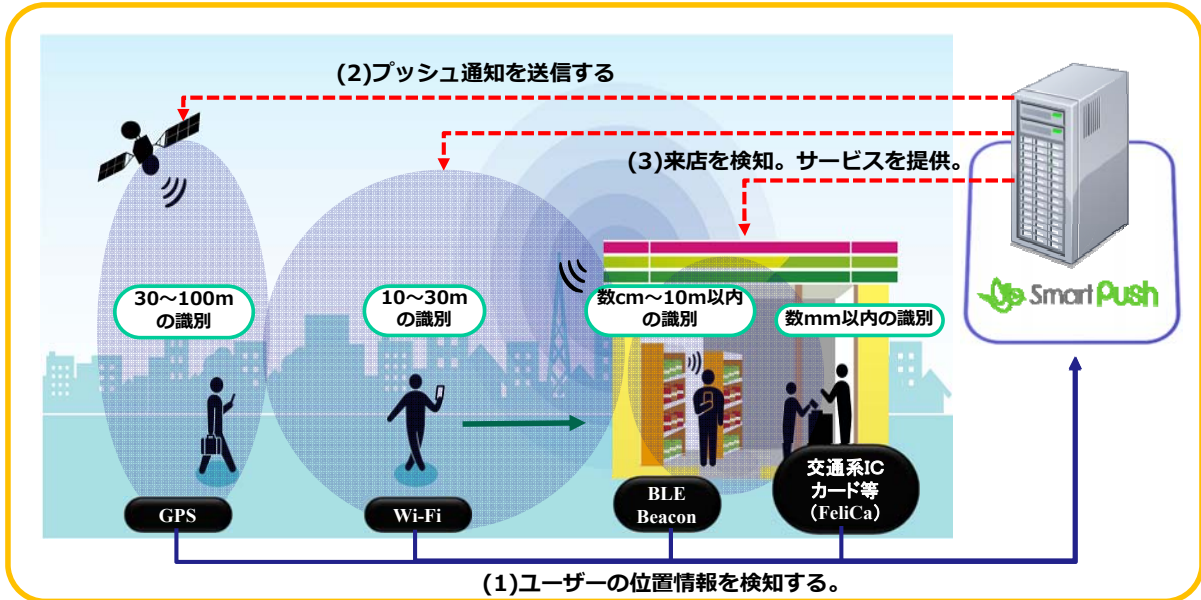 (2)プッシュ通知を送信する
(3)来店を検知。サービスを提供。
30～100m
の識別
10～30m
の識別
数cm～10m以内
の識別
数mm以内の識別
Smart Push
GPS
Wi-Fi
BLE
Beacon
交通系IC
カード等
（FeliCa）
(1)ユーザーの位置情報を検知する。